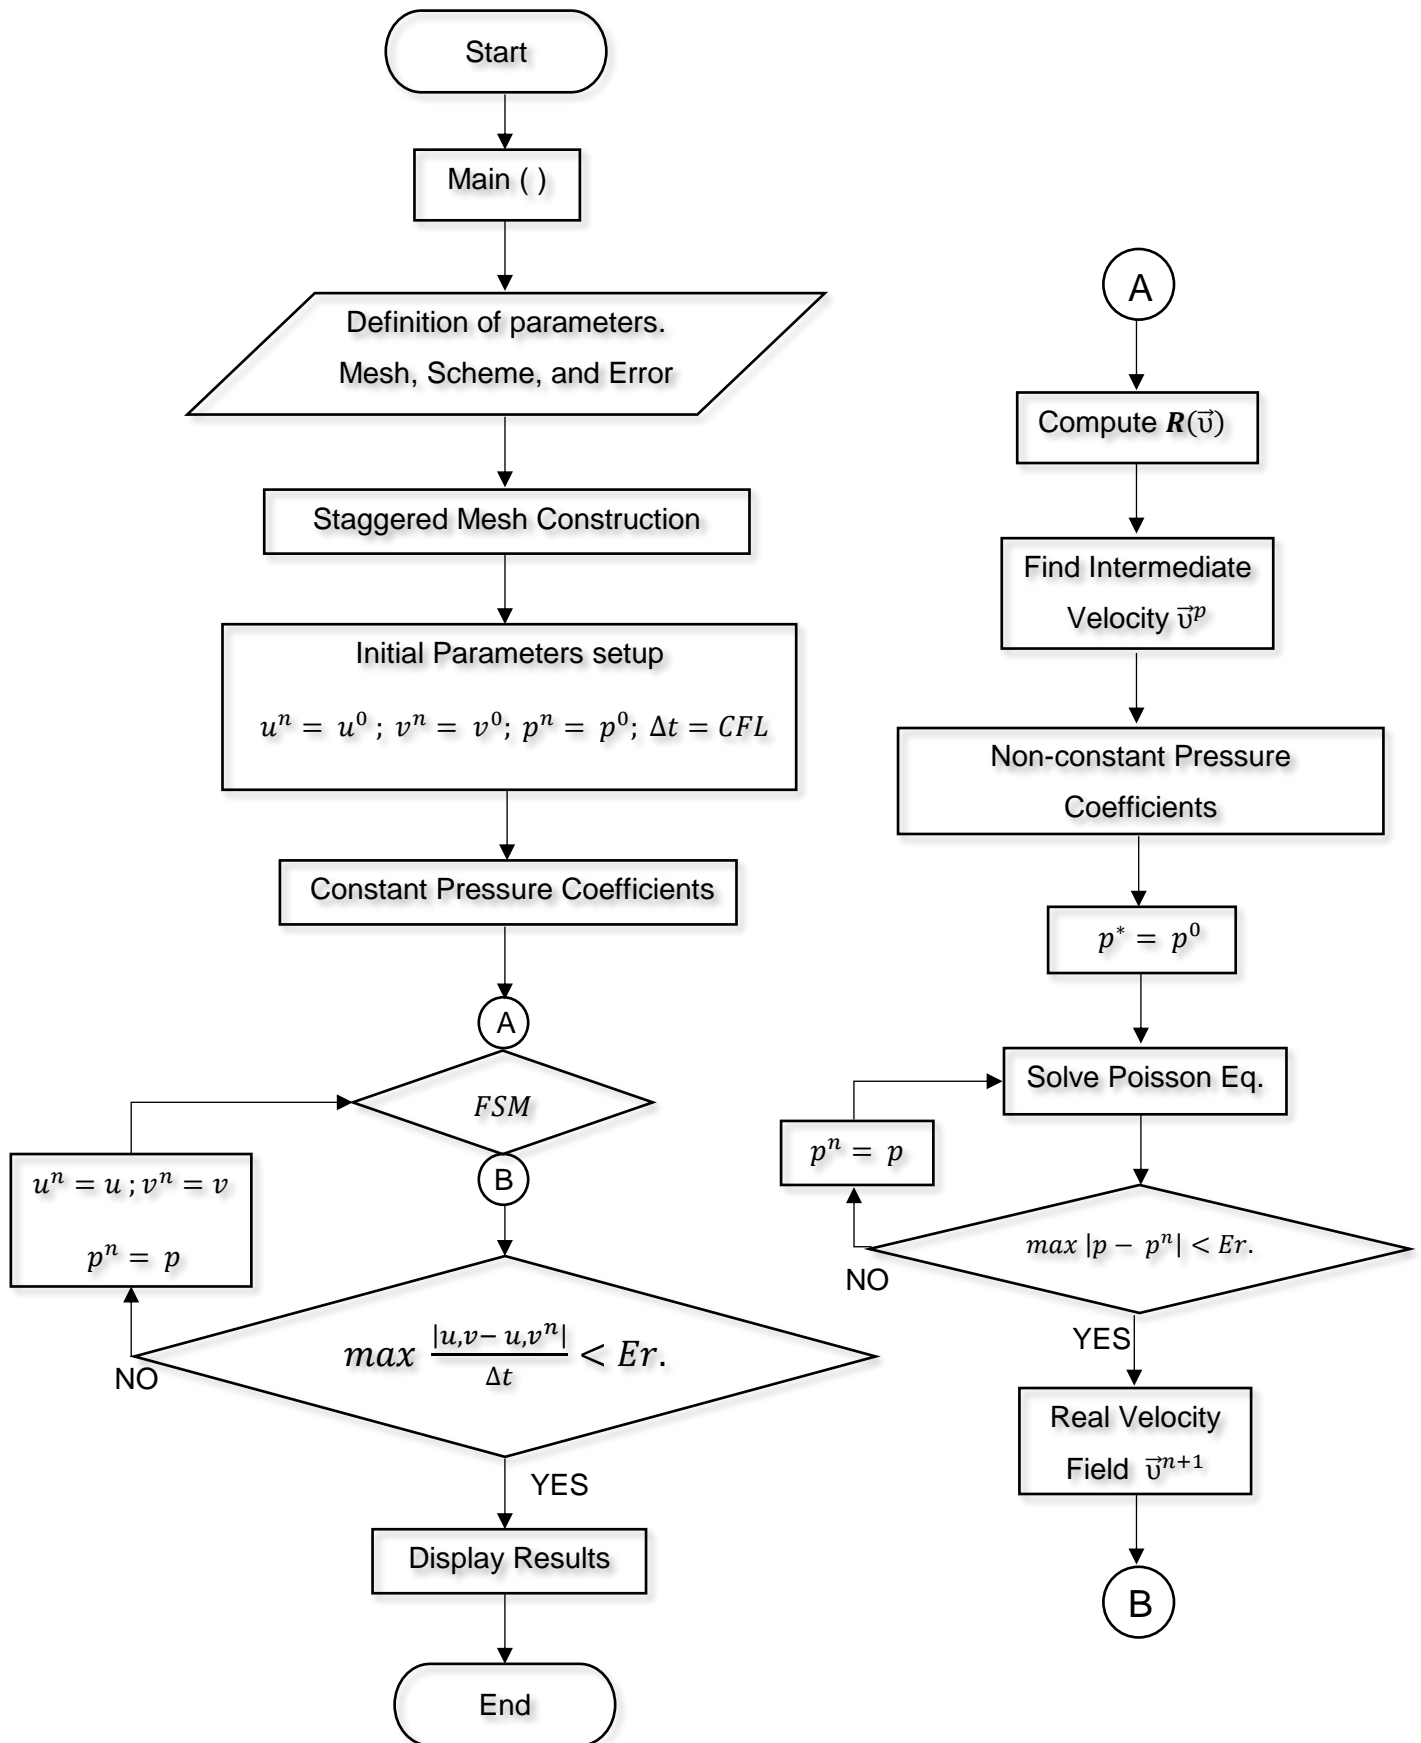 Start
Main ( )
Definition of parameters.
Mesh, Scheme, and Error
Staggered Mesh Construction
Initial Parameters setup
uⁿ = u⁰ ; vⁿ = v⁰; pⁿ = p⁰; Δt = CFL
Constant Pressure Coefficients
A
FSM
B
uⁿ = u ; vⁿ = v
pⁿ = p
max |u,v− u,vⁿ| / Δt < Er.
NO
YES
Display Results
End
A
Compute R(υ⃗)
Find Intermediate
Velocity υ⃗ᵖ
Non-constant Pressure
Coefficients
p* = p⁰
Solve Poisson Eq.
pⁿ = p
max |p − pⁿ| < Er.
NO
YES
Real Velocity
Field υ⃗ⁿ⁺¹
B